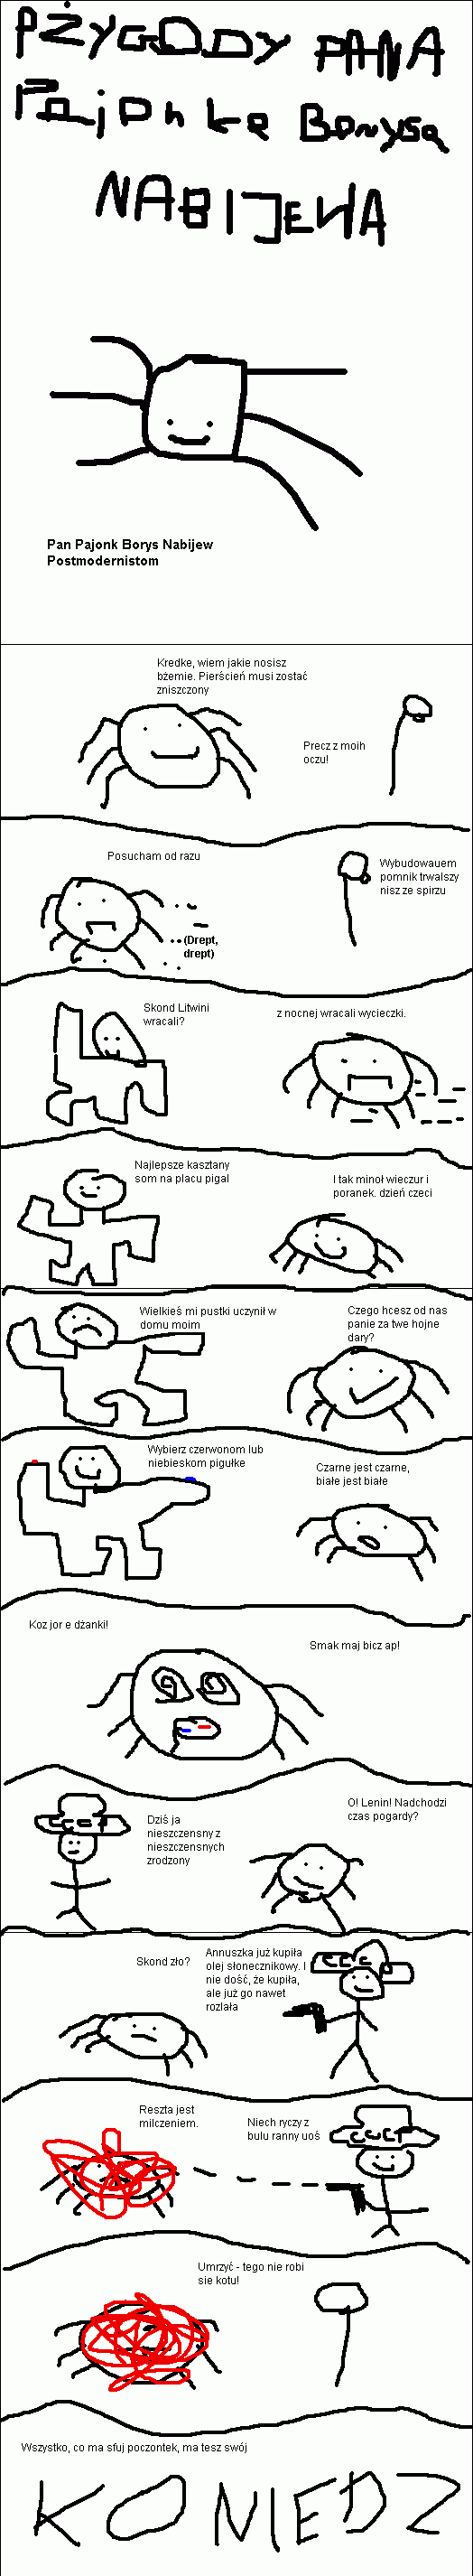 PŻYGODY PANA
Pajonka Borysa
NABIJEWA
Pan Pajonk Borys Nabijew
Postmodernistom
Kredke, wiem jakie nosisz
bżemie. Pierścień musi zostać
zniszczony
Precz z moih
oczu!
Posucham od razu
Wybudowauem
pomnik trwalszy
nisz ze spirzu
(Drept,
drept)
Skond Litwini
wracali?
z nocnej wracali wycieczki.
Najlepsze kasztany
som na placu pigal
I tak minoł wieczur i
poranek. dzień czeci
Wielkieś mi pustki uczynił w
domu moim
Czego hcesz od nas
panie za twe hojne
dary?
Wybierz czerwonom lub
niebieskom pigułke
Czarne jest czarne,
białe jest białe
Koz jor e dżanki!
Smak maj bicz ap!
Dziś ja
nieszczensny z
nieszczensnych
zrodzony
O! Lenin! Nadchodzi
czas pogardy?
Skond zło?
Annuszka już kupiła
olej słonecznikowy. I
nie dość, że kupiła,
ale już go nawet
rozlała
Reszta jest
milczeniem.
Niech ryczy z
bulu ranny uoś
Umrzyć - tego nie robi
sie kotu!
Wszystko, co ma sfuj poczontek, ma tesz swój
KONIEDZ